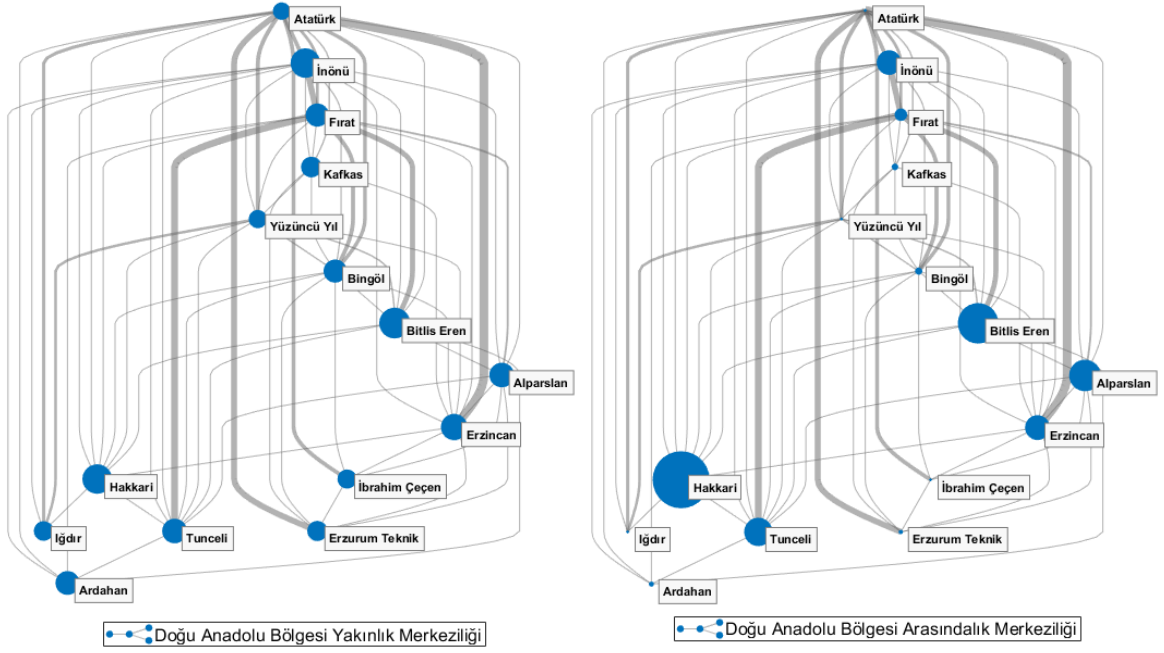 Atatürk
İnönü
Fırat
Kafkas
Yüzüncü Yıl
Bingöl
Bitlis Eren
Alparslan
Erzincan
Hakkari
İbrahim Çeçen
Iğdır
Tunceli
Erzurum Teknik
Ardahan
Doğu Anadolu Bölgesi Yakınlık Merkeziliği
Atatürk
İnönü
Fırat
Kafkas
Yüzüncü Yıl
Bingöl
Bitlis Eren
Alparslan
Erzincan
Hakkari
İbrahim Çeçen
Iğdır
Tunceli
Erzurum Teknik
Ardahan
Doğu Anadolu Bölgesi Arasındalık Merkeziliği